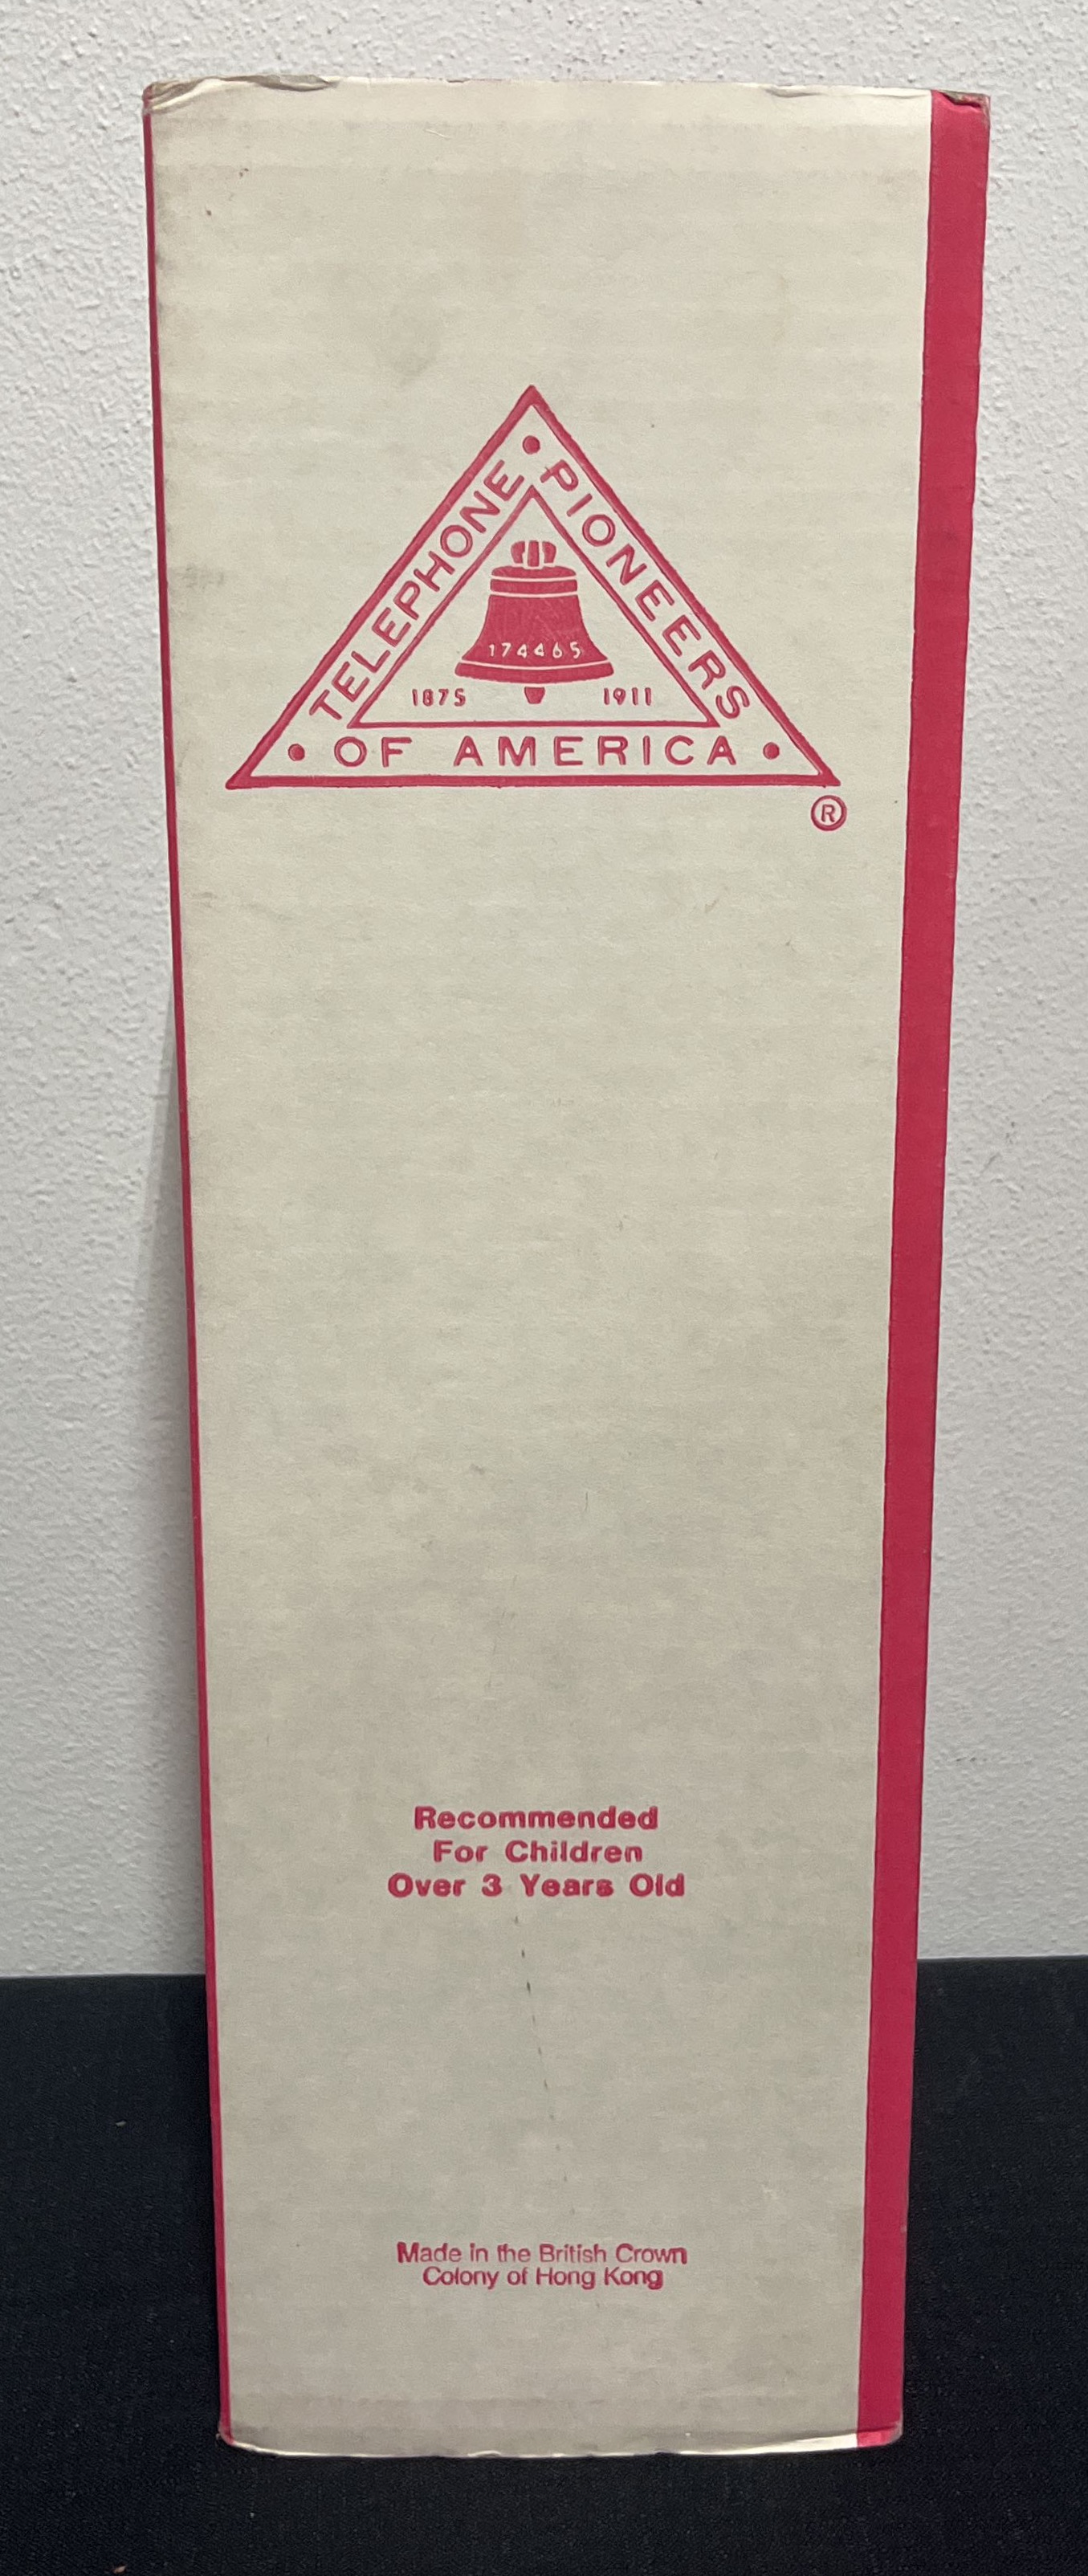 TELEPHONE PIONEERS
174465
1875 1911
• OF AMERICA •
®
Recommended
For Children
Over 3 Years Old
Made in the British Crown
Colony of Hong Kong